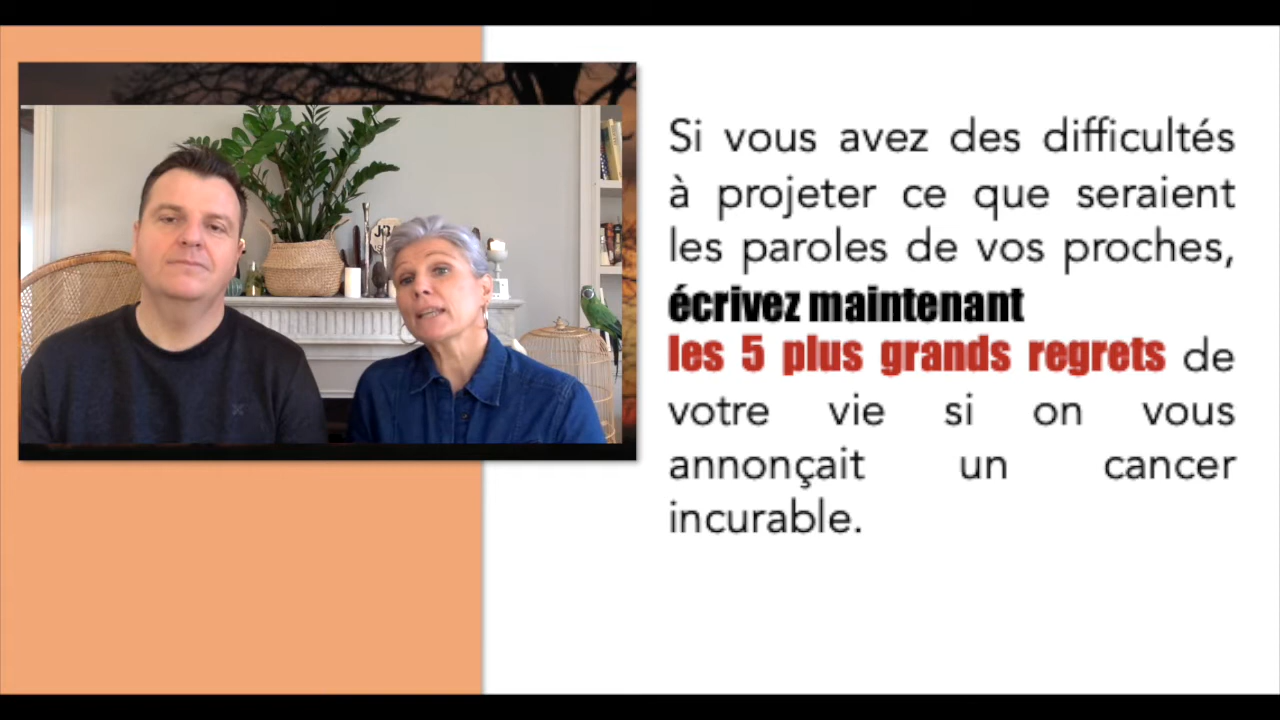 Si vous avez des difficultés
à projeter ce que seraient
les paroles de vos proches,
écrivez maintenant
les 5 plus grands regrets de
votre vie si on vous
annonçait un cancer
incurable.